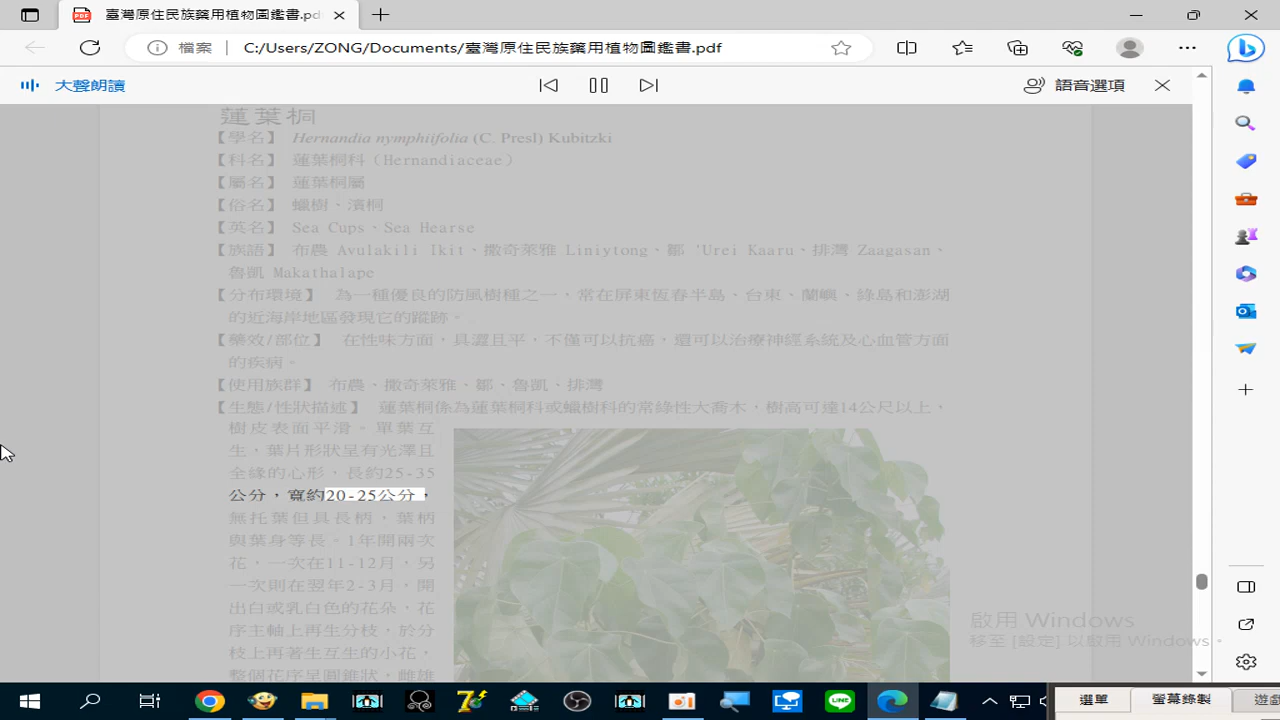 臺灣原住民族藥用植物圖鑑書.pd
檔案 C:/Users/ZONG/Documents/臺灣原住民族藥用植物圖鑑書.pdf
大聲朗讀
語音選項
蓮葉桐
【學名】 Hernandia nymphiifolia (C. Presl) Kubitzki
【科名】 蓮葉桐科（Hernandiaceae）
【屬名】 蓮葉桐屬
【俗名】 蠟樹、濱桐
【英名】 Sea Cups、Sea Hearse
【族語】 布農 Avulakili Ikit、撒奇萊雅 Liniytong、鄒 'Urei Kaaru、排灣 Zaagasan、
魯凱 Makathalape
【分布環境】 為一種優良的防風樹種之一，常在屏東恆春半島、台東、蘭嶼、綠島和澎湖
的近海岸地區發現它的蹤跡。
【藥效/部位】 在性味方面，具澀且平，不僅可以抗癌，還可以治療神經系統及心血管方面
的疾病。
【使用族群】 布農、撒奇萊雅、鄒、魯凱、排灣
【生態/性狀描述】 蓮葉桐係為蓮葉桐科或蠟樹科的常綠性大喬木，樹高可達14公尺以上，
樹皮表面平滑。單葉互
生，葉片形狀呈有光澤且
全緣的心形，長約25-35
公分，寬約20-25公分，
無托葉但具長柄，葉柄
與葉身等長。1年開兩次
花，一次在11-12月，另
一次則在翌年2-3月，開
出白或乳白色的花朵，花
序主軸上再生分枝，於分
枝上再著生互生的小花，
整個花序呈圓錐狀，雌雄
啟用 Windows
移至 [設定] 以啟用 Windows。
選單
螢幕錄製
遊戲